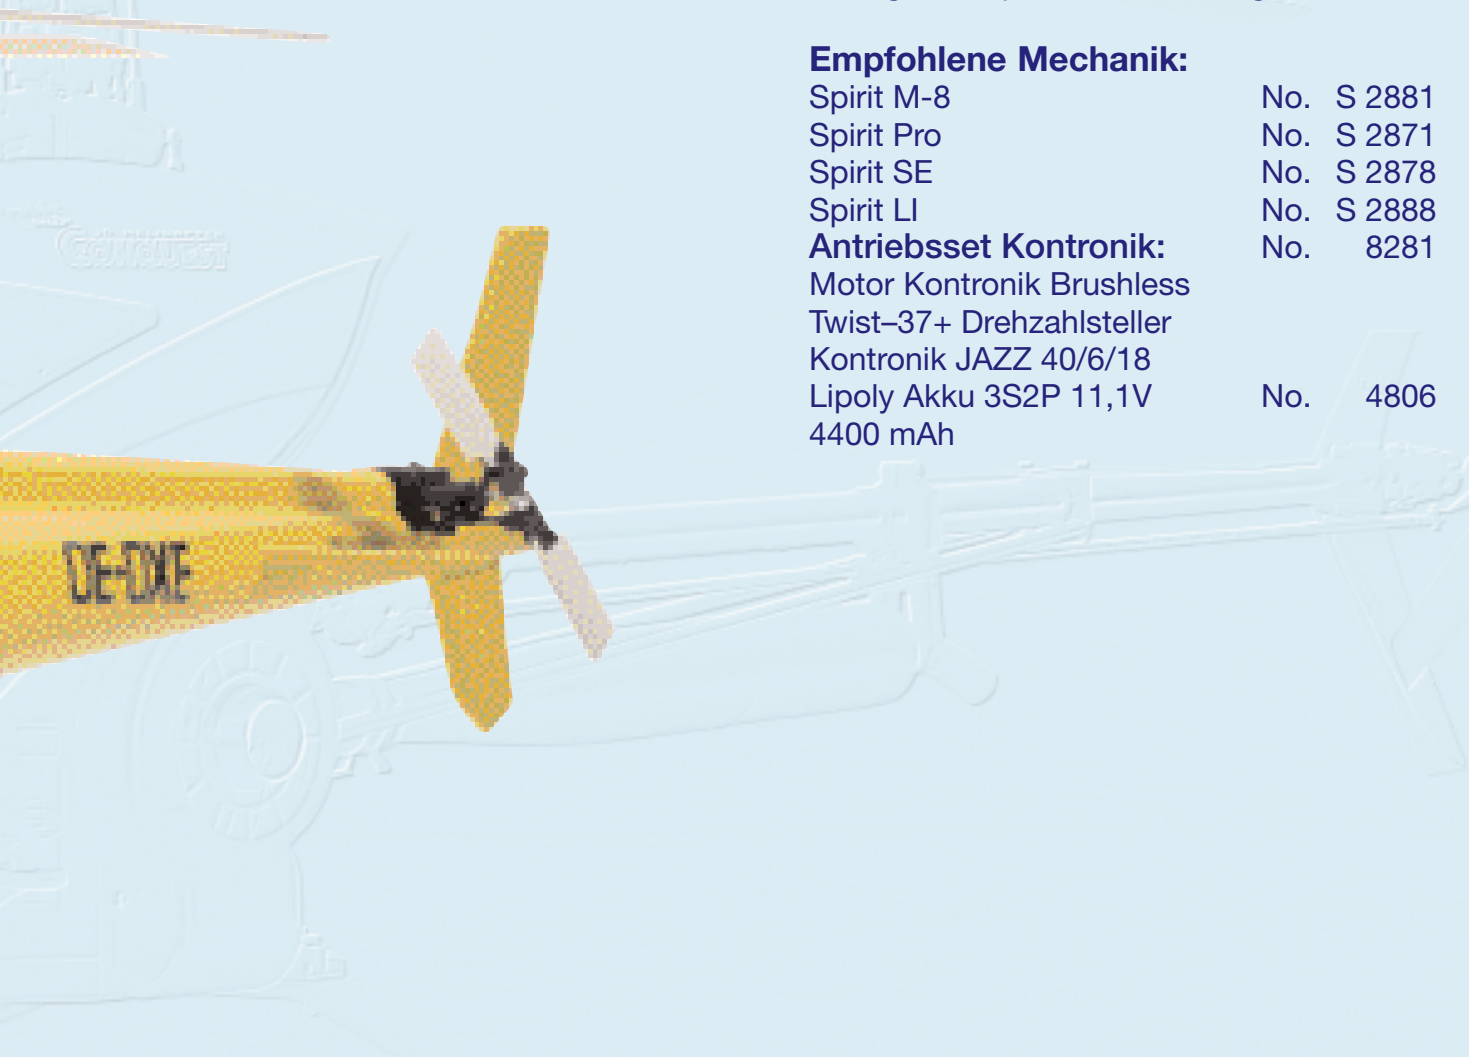 Empfohlene Mechanik:
Spirit M-8 No. S 2881
Spirit Pro No. S 2871
Spirit SE No. S 2878
Spirit LI No. S 2888
Antriebsset Kontronik: No. 8281
Motor Kontronik Brushless
Twist–37+ Drehzahlsteller
Kontronik JAZZ 40/6/18
Lipoly Akku 3S2P 11,1V No. 4806
4400 mAh